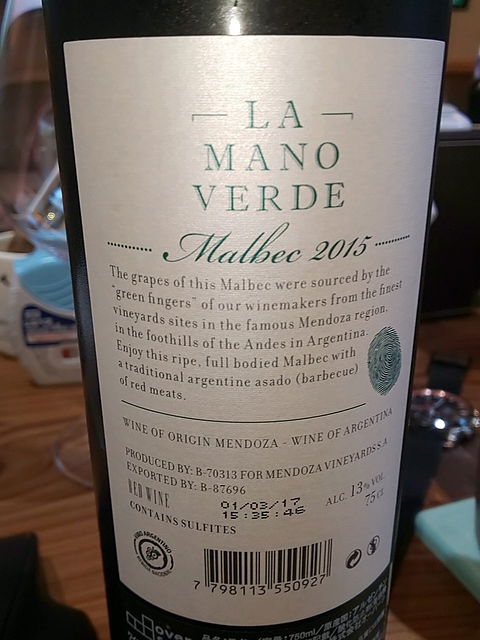 LA
MANO
VERDE
Malbec 2015
The grapes of this Malbec were sourced by the
"green fingers" of our winemakers from the finest
vineyards sites in the famous Mendoza region,
in the foothills of the Andes in Argentina.
Enjoy this ripe, full bodied Malbec with
a traditional argentine asado (barbecue)
of red meats.
WINE OF ORIGIN MENDOZA - WINE OF ARGENTINA
PRODUCED BY: B-70313 FOR MENDOZA VINEYARDS S.A
EXPORTED BY: B-87696
RED WINE
01/03/17
15:35:46
ALC. 13% VOL.
75 CL
CONTAINS SULFITES
7 798113 550927
over